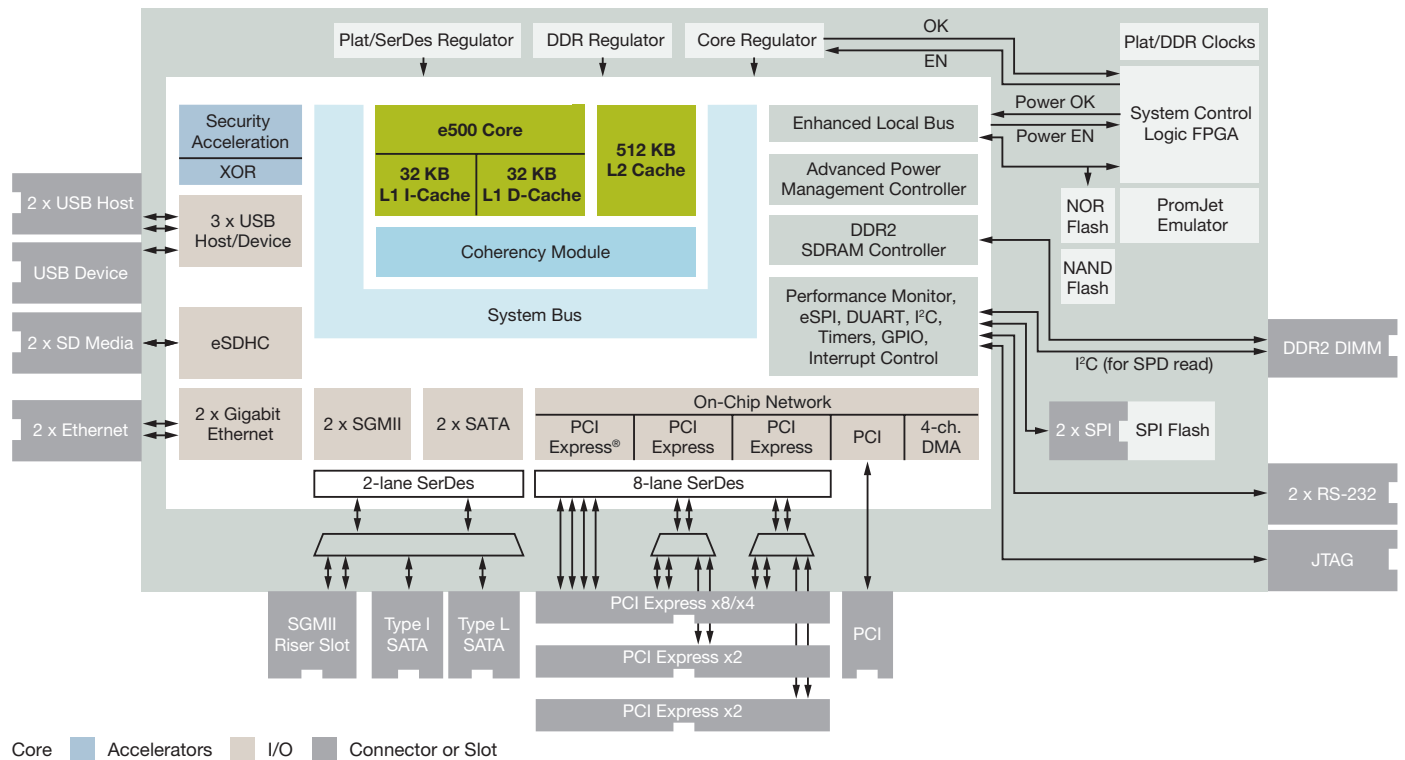 Plat/SerDes Regulator
DDR Regulator
Core Regulator
OK
EN
Plat/DDR Clocks
Security
Acceleration
XOR
e500 Core
32 KB
L1 I-Cache
32 KB
L1 D-Cache
512 KB
L2 Cache
Coherency Module
System Bus
Enhanced Local Bus
Power OK
Power EN
System Control
Logic FPGA
Advanced Power
Management Controller
NOR
Flash
PromJet
Emulator
2 x USB Host
3 x USB
Host/Device
USB Device
DDR2
SDRAM Controller
NAND
Flash
Performance Monitor,
eSPI, DUART, I²C,
Timers, GPIO,
Interrupt Control
2 x SD Media
eSDHC
DDR2 DIMM
I²C (for SPD read)
2 x Ethernet
2 x Gigabit
Ethernet
2 x SGMII
2 x SATA
On-Chip Network
PCI
Express®
PCI
Express
PCI
Express
PCI
4-ch.
DMA
2 x SPI
SPI Flash
2-lane SerDes
8-lane SerDes
2 x RS-232
JTAG
SGMII
Riser Slot
Type I
SATA
Type L
SATA
PCI Express x8/x4
PCI
PCI Express x2
PCI Express x2
Core
Accelerators
I/O
Connector or Slot